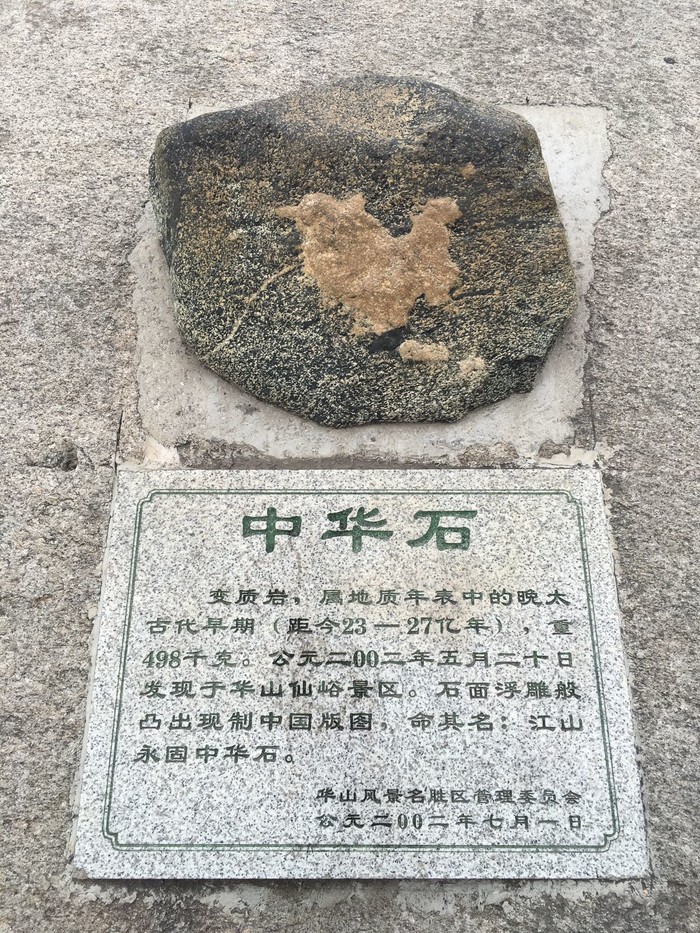 中华石
变质岩，属地质年表中的晚太
古代早期（距今23—27亿年），重
498千克。公元二00二年五月二十日
发现于华山仙峪景区。石面浮雕般
凸出现制中国版图，命其名：江山
永固中华石。
华山风景名胜区管理委员会
公元二00二年七月一日